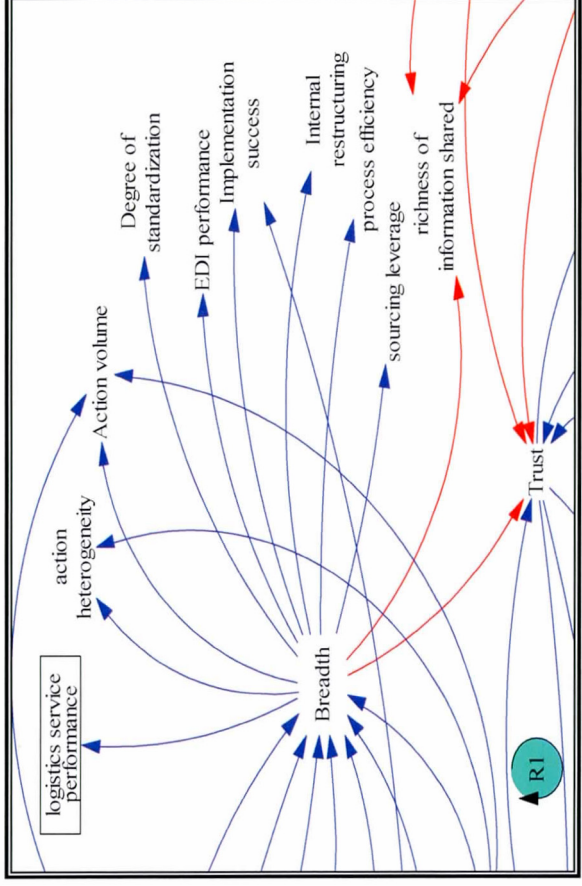 logistics service
performance
action
heterogeneity
Action volume
Degree of
standardization
EDI performance
Implementation
success
Internal
restructuring
process efficiency
sourcing leverage
richness of
information shared
Breadth
Trust
R1